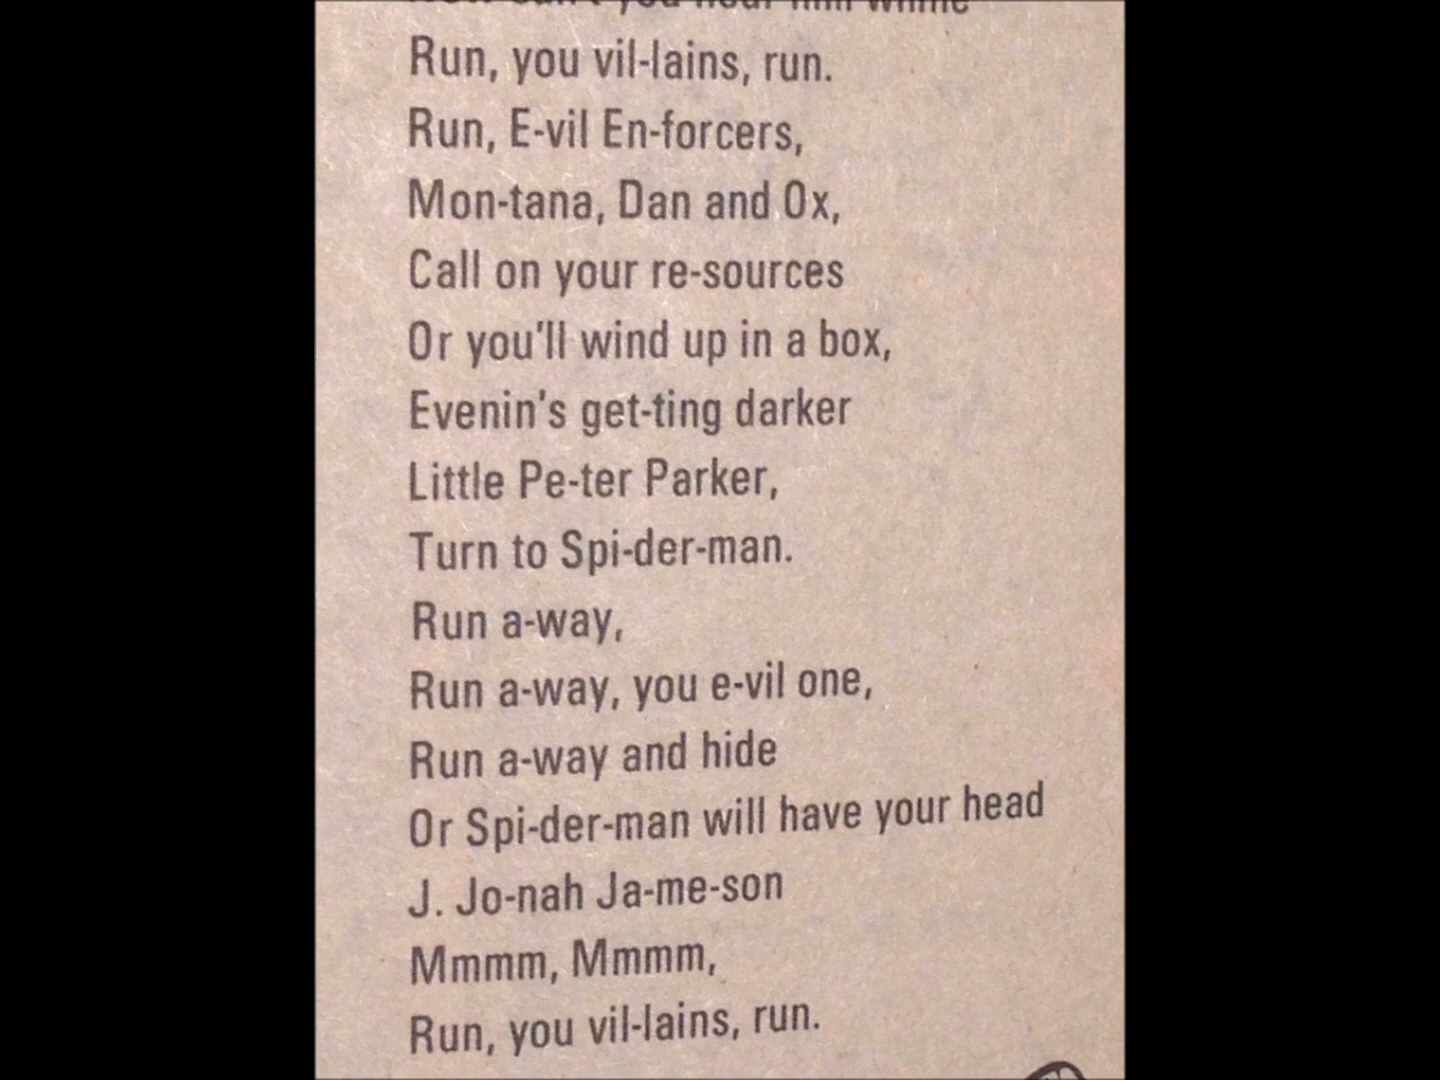 Run, you vil-lains, run.
Run, E-vil En-forcers,
Mon-tana, Dan and Ox,
Call on your re-sources
Or you'll wind up in a box,
Evenin's get-ting darker
Little Pe-ter Parker,
Turn to Spi-der-man.
Run a-way,
Run a-way, you e-vil one,
Run a-way and hide
Or Spi-der-man will have your head
J. Jo-nah Ja-me-son
Mmmm, Mmmm,
Run, you vil-lains, run.